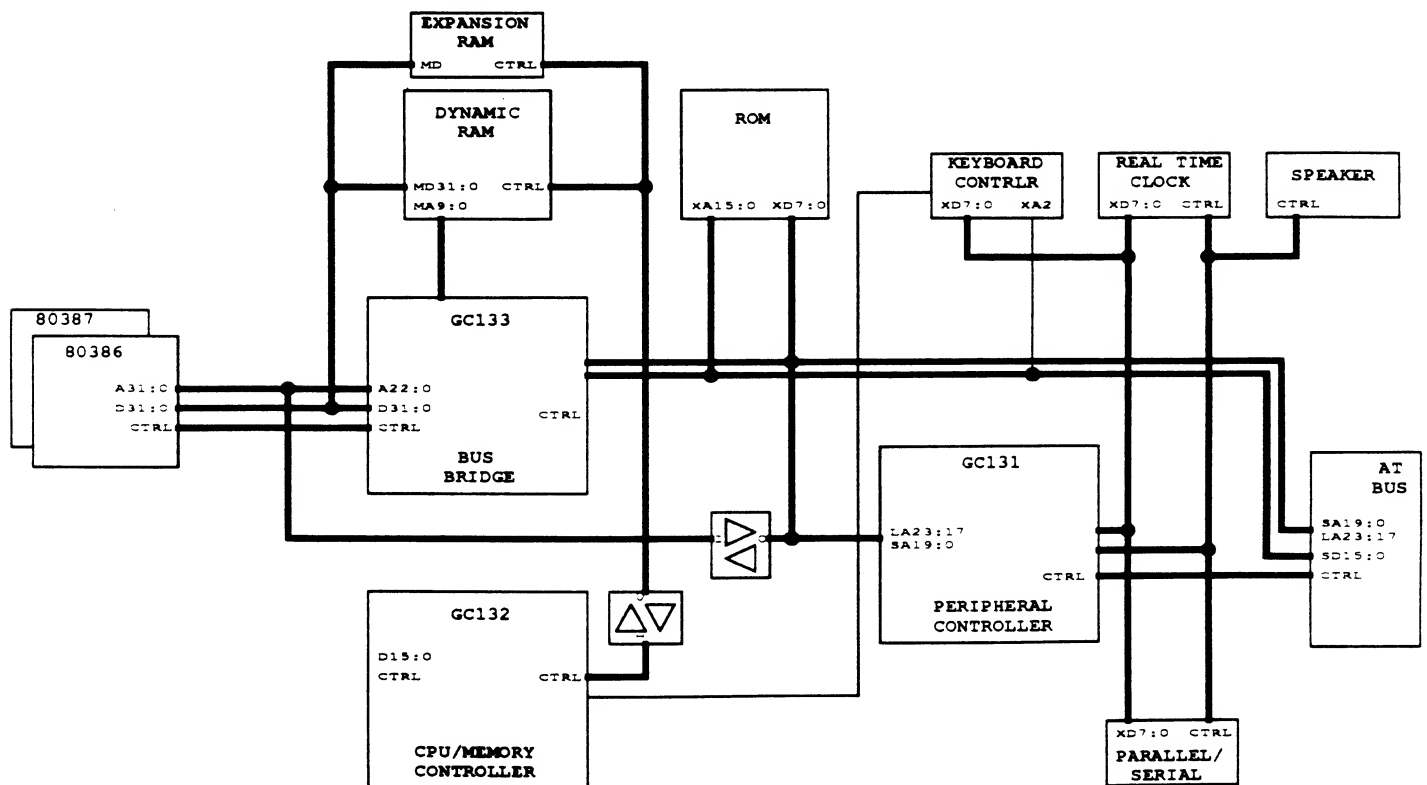 EXPANSION
RAM
MD CTRL
DYNAMIC
RAM
MD31:0 CTRL
MA9:0
ROM
XA15:0 XD7:0
KEYBOARD
CONTRLR
XD7:0 XA2
REAL TIME
CLOCK
XD7:0 CTRL
SPEAKER
CTRL
80387
80386
A31:0
D31:0
CTRL
GC133
A22:0
D31:0
CTRL
CTRL
BUS
BRIDGE
GC131
LA23:17
SA19:0
CTRL
PERIPHERAL
CONTROLLER
AT
BUS
SA19:0
LA23:17
SD15:0
CTRL
GC132
D15:0
CTRL CTRL
CPU/MEMORY
CONTROLLER
XD7:0 CTRL
PARALLEL/
SERIAL